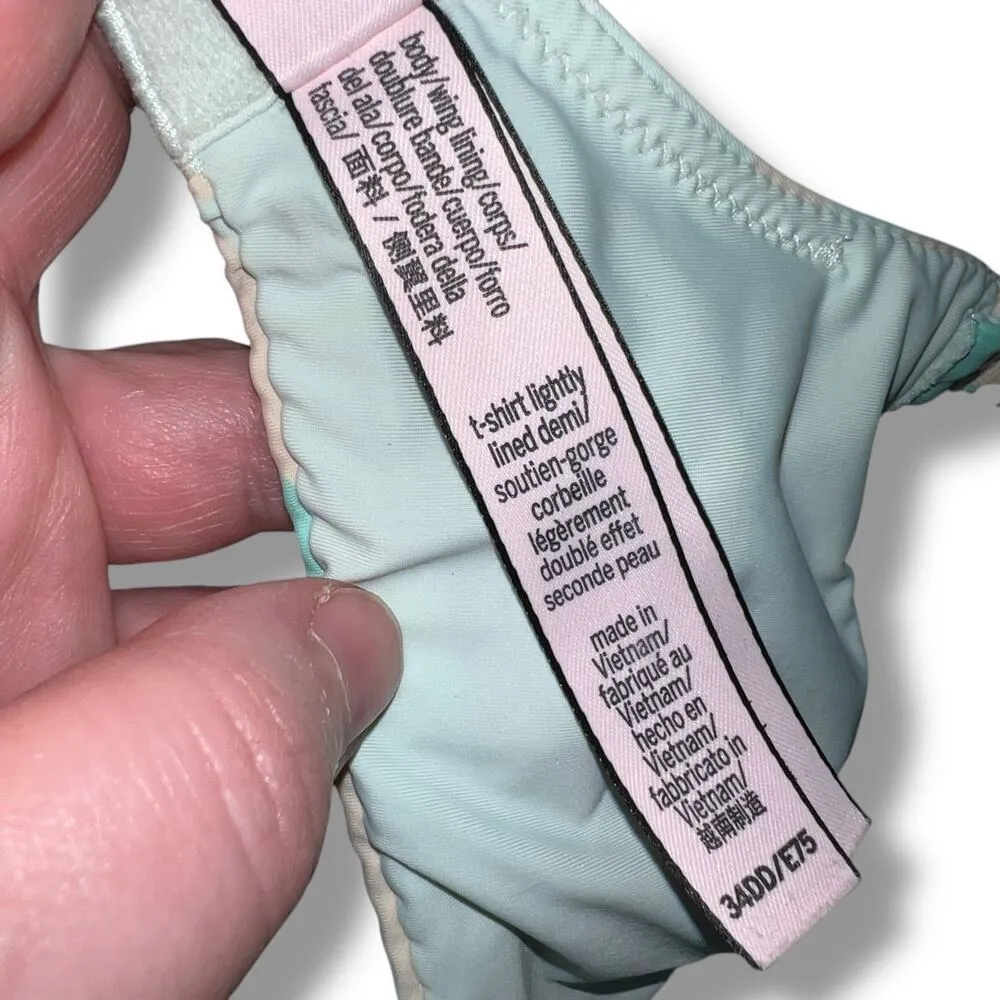 body/wing lining/corps/
doublure bande/cuerpo/forro
del ala/corpo/fodera della
fascia/ 面料 / 侧翼里料
t-shirt lightly
lined demi/
soutien-gorge
corbeille
légèrement
doublé effet
seconde peau
made in
Vietnam/
fabriqué au
Vietnam/
hecho en
Vietnam/
fabbricato in
Vietnam/
越南制造
34DD/E75